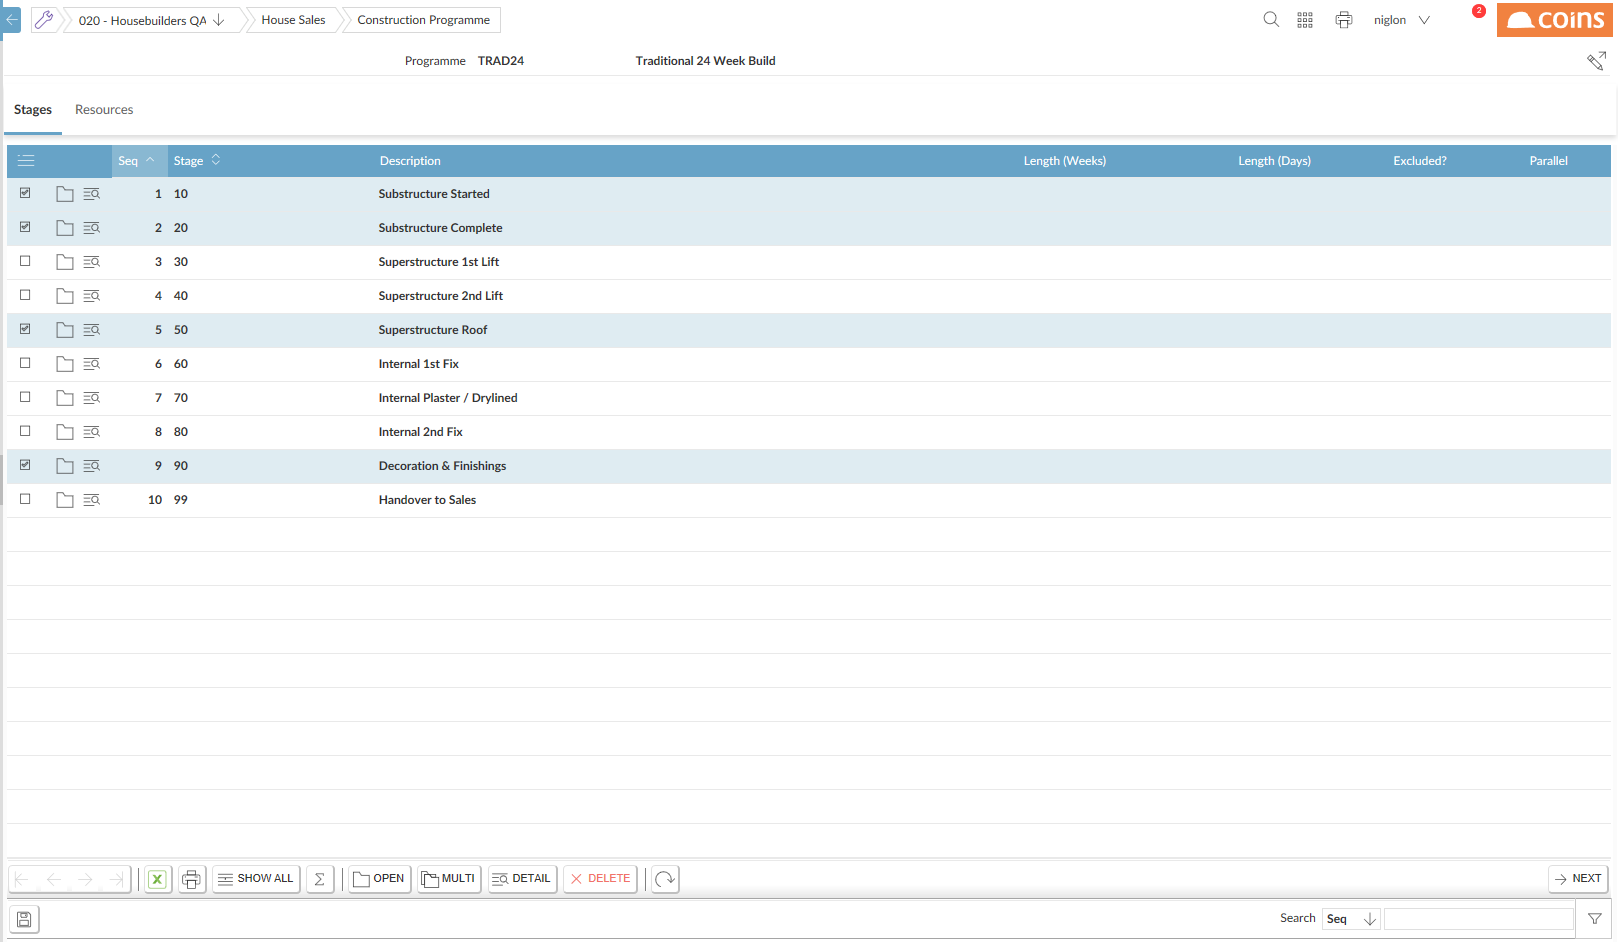 020 - Housebuilders QA House Sales Construction Programme niglon 2 coins
Programme TRAD24 Traditional 24 Week Build
Stages Resources
Seq Stage Description Length (Weeks) Length (Days) Excluded? Parallel
1 10 Substructure Started
2 20 Substructure Complete
3 30 Superstructure 1st Lift
4 40 Superstructure 2nd Lift
5 50 Superstructure Roof
6 60 Internal 1st Fix
7 70 Internal Plaster / Drylined
8 80 Internal 2nd Fix
9 90 Decoration & Finishings
10 99 Handover to Sales
SHOW ALL Σ OPEN MULTI DETAIL DELETE NEXT
Search Seq